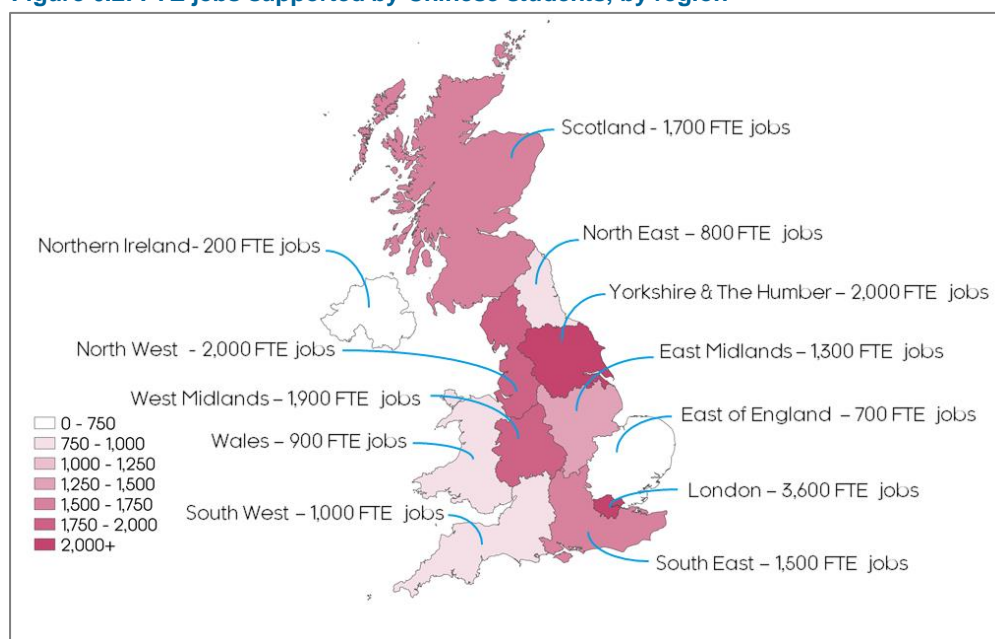 Scotland - 1,700 FTE jobs
North East – 800 FTE jobs
Northern Ireland- 200 FTE jobs
Yorkshire & The Humber – 2,000 FTE jobs
North West - 2,000 FTE jobs
East Midlands – 1,300 FTE jobs
West Midlands – 1,900 FTE jobs
East of England – 700 FTE jobs
Wales – 900 FTE jobs
London – 3,600 FTE jobs
South West – 1,000 FTE jobs
South East – 1,600 FTE jobs
0 - 750
750 - 1,000
1,000 - 1,250
1,250 - 1,500
1,500 - 1,750
1,750 - 2,000
2,000+